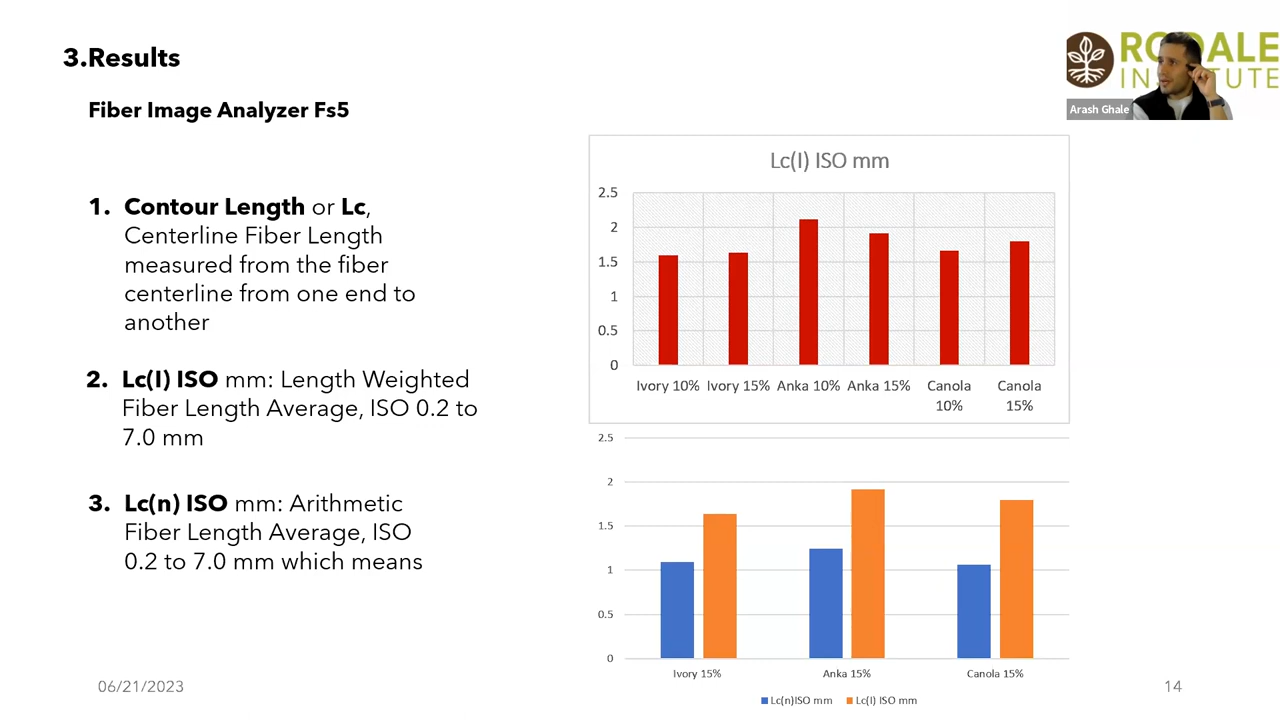 3.Results
Fiber Image Analyzer Fs5
1. Contour Length or Lc,
Centerline Fiber Length
measured from the fiber
centerline from one end to
another
2. Lc(I) ISO mm: Length Weighted
Fiber Length Average, ISO 0.2 to
7.0 mm
3. Lc(n) ISO mm: Arithmetic
Fiber Length Average, ISO
0.2 to 7.0 mm which means
06/21/2023
Arash Ghale
Lc(I) ISO mm
2.5
2
1.5
1
0.5
0
Ivory 10% Ivory 15% Anka 10% Anka 15% Canola 10% Canola 15%
2.5
2
1.5
1
0.5
0
Ivory 15% Anka 15% Canola 15%
Lc(n)ISO mm Lc(I) ISO mm
14